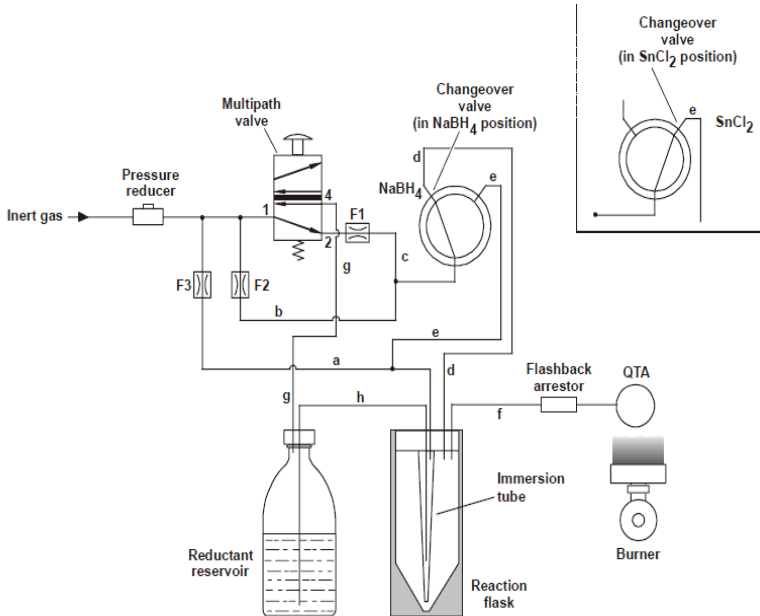 Changeover
valve
(in SnCl2 position)
e
SnCl2
Changeover
valve
(in NaBH4 position)
Multipath
valve
d
e
NaBH4
Pressure
reducer
4
Inert gas
1
F1
2
g
c
F3
F2
b
e
a
d
Flashback
arrestor
QTA
g
h
f
Immersion
tube
Reductant
reservoir
Burner
Reaction
flask